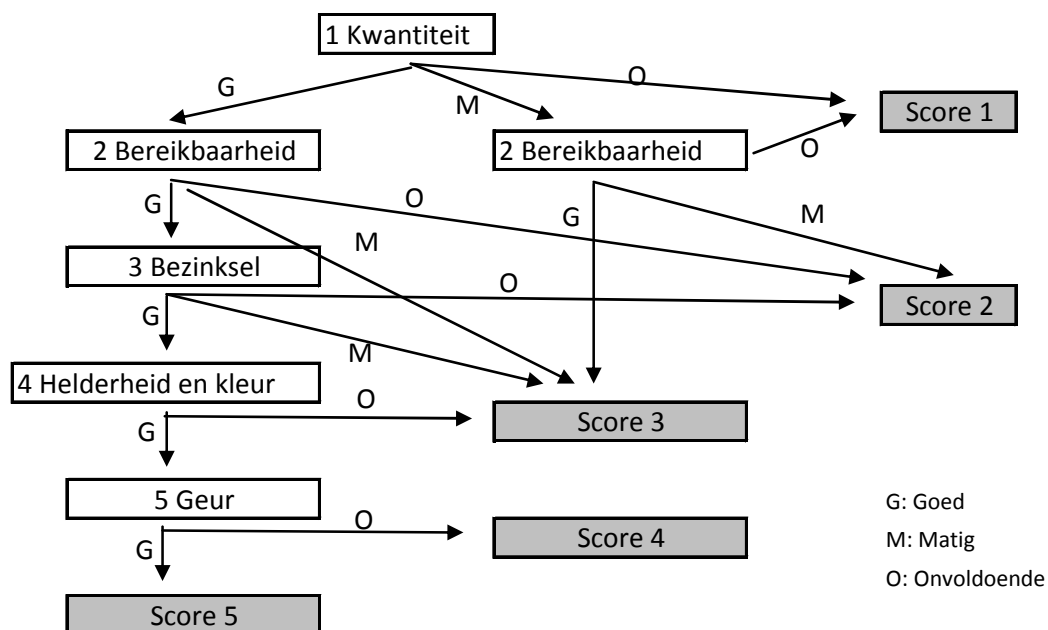 1 Kwantiteit
G
M
O
Score 1
2 Bereikbaarheid
2 Bereikbaarheid
O
G
O
G
M
M
3 Bezinksel
O
Score 2
G
M
4 Helderheid en kleur
O
Score 3
G
5 Geur
G: Goed
O
Score 4
M: Matig
G
O: Onvoldoende
Score 5